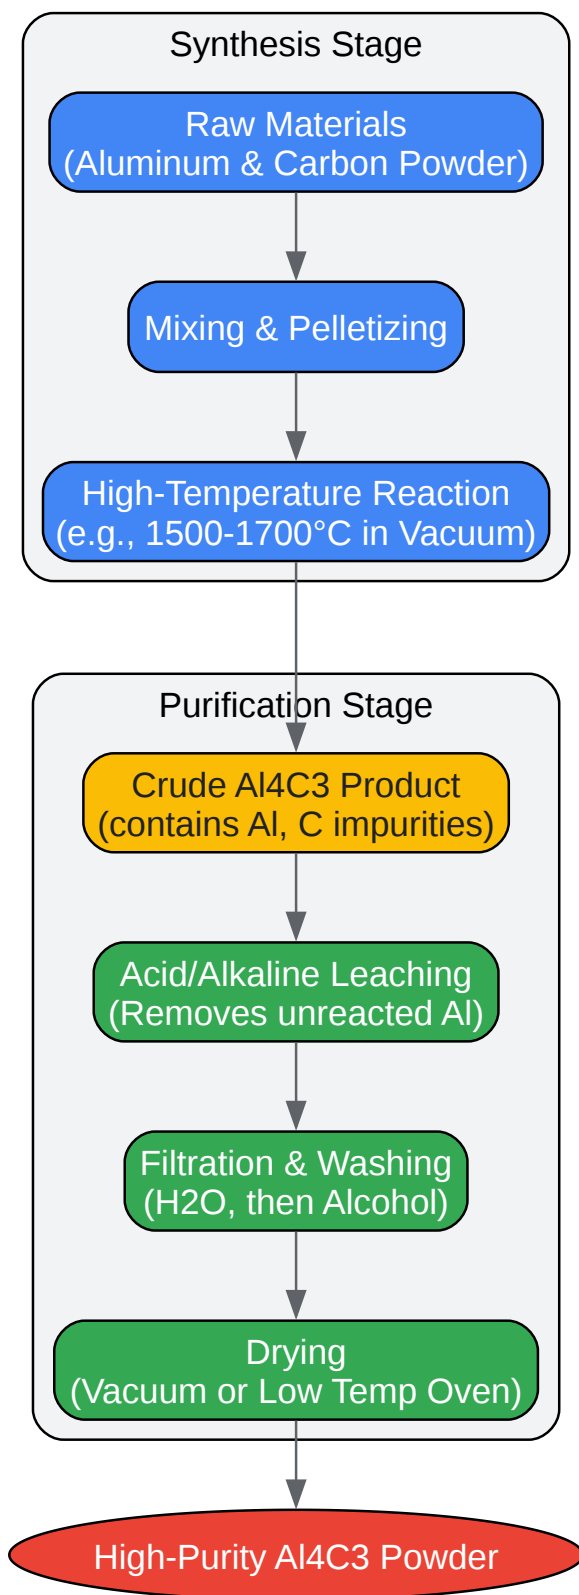 Synthesis Stage
Raw Materials
(Aluminum & Carbon Powder)
Mixing & Pelletizing
High-Temperature Reaction
(e.g., 1500-1700°C in Vacuum)
Purification Stage
Crude Al4C3 Product
(contains Al, C impurities)
Acid/Alkaline Leaching
(Removes unreacted Al)
Filtration & Washing
(H2O, then Alcohol)
Drying
(Vacuum or Low Temp Oven)
High-Purity Al4C3 Powder